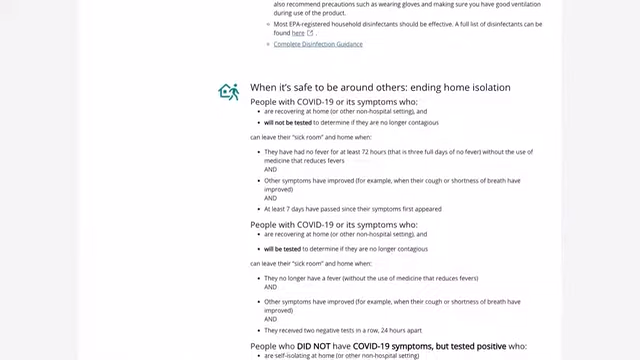 also recommend precautions such as wearing gloves and making sure you have good ventilation
during use of the product.
• Most EPA-registered household disinfectants should be effective. A full list of disinfectants can be
found here .
• Complete Disinfection Guidance
When it's safe to be around others: ending home isolation
People with COVID-19 or its symptoms who:
• are recovering at home (or other non-hospital setting), and
• will not be tested to determine if they are no longer contagious
can leave their "sick room" and home when:
• They have had no fever for at least 72 hours (that is three full days of no fever) without the use of
medicine that reduces fevers
AND
• Other symptoms have improved (for example, when their cough or shortness of breath have
improved)
AND
• At least 7 days have passed since their symptoms first appeared
People with COVID-19 or its symptoms who:
• are recovering at home (or other non-hospital setting), and
• will be tested to determine if they are no longer contagious
can leave their "sick room" and home when:
• They no longer have a fever (without the use of medicine that reduces fevers)
AND
• Other symptoms have improved (for example, when their cough or shortness of breath have
improved)
AND
• They received two negative tests in a row, 24 hours apart
People who DID NOT have COVID-19 symptoms, but tested positive who:
• are self-isolating at home (or other non-hospital setting)